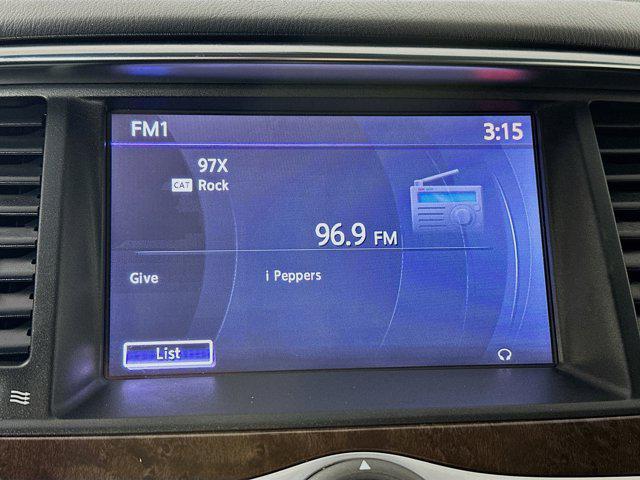 FM1 3:15
97X
CAT Rock
96.9 FM
Give i Peppers
List